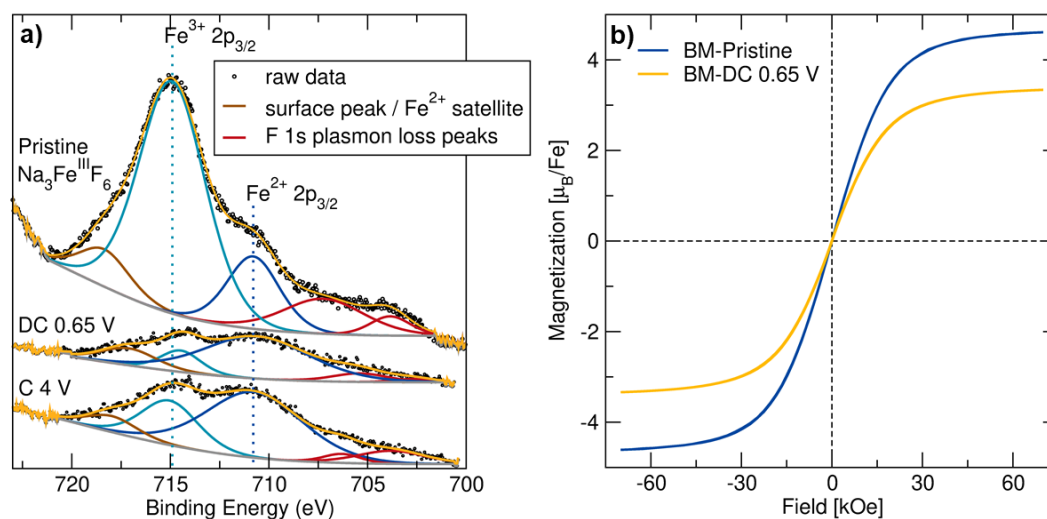 a)
Fe³⁺ 2p₃/₂
raw data
surface peak / Fe²⁺ satellite
F 1s plasmon loss peaks
Pristine
Na₃FeᴵᴵᴵF₆
Fe²⁺ 2p₃/₂
DC 0.65 V
C 4 V
720 715 710 705 700
Binding Energy (eV)
b)
BM-Pristine
BM-DC 0.65 V
4
2
0
-2
-4
Magnetization [μB/Fe]
-60 -30 0 30 60
Field [kOe]